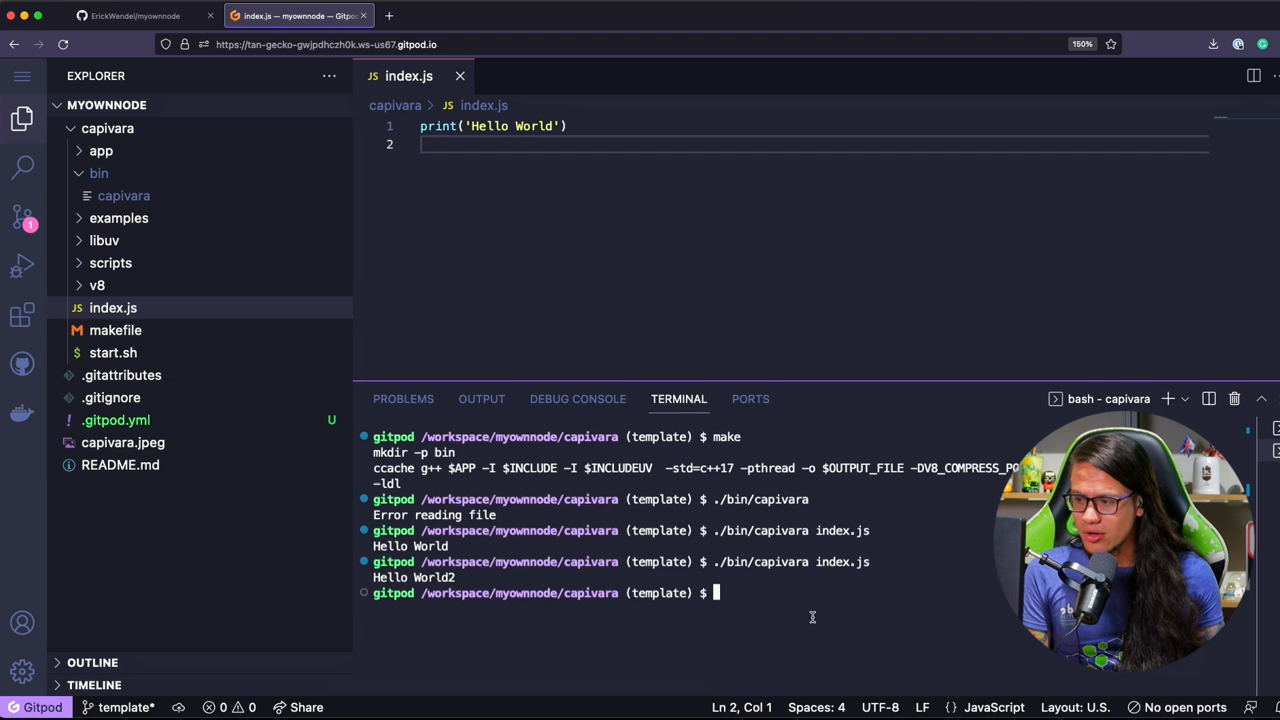 ErickWendel/myownnode
index.js — myownnode — Gitpod
https://tan-gecko-gwjpdhczh0k.ws-us67.gitpod.io
150%
EXPLORER
MYOWNNODE
capivara
app
bin
capivara
examples
libuv
scripts
v8
JS index.js
makefile
$ start.sh
.gitattributes
.gitignore
! .gitpod.yml U
capivara.jpeg
README.md
OUTLINE
TIMELINE
JS index.js
capivara > JS index.js
1 print('Hello World')
2
PROBLEMS OUTPUT DEBUG CONSOLE TERMINAL PORTS
bash - capivara
gitpod /workspace/myownnode/capivara (template) $ make
mkdir -p bin
ccache g++ $APP -I $INCLUDE -I $INCLUDEUV -std=c++17 -pthread -o $OUTPUT_FILE -DV8_COMPRESS_PO
-ldl
gitpod /workspace/myownnode/capivara (template) $ ./bin/capivara
Error reading file
gitpod /workspace/myownnode/capivara (template) $ ./bin/capivara index.js
Hello World
gitpod /workspace/myownnode/capivara (template) $ ./bin/capivara index.js
Hello World2
gitpod /workspace/myownnode/capivara (template) $
Gitpod template* 0 0 Share Ln 2, Col 1 Spaces: 4 UTF-8 LF {} JavaScript Layout: U.S. No open ports
1